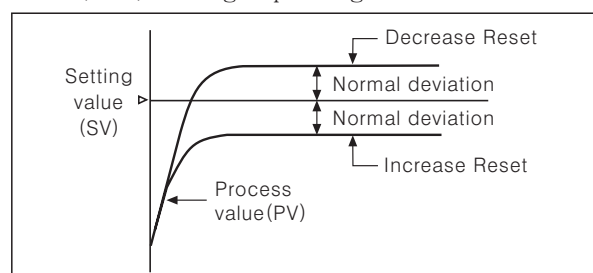 Decrease Reset
Setting
value
(SV)
Normal deviation
Normal deviation
Increase Reset
Process
value(PV)